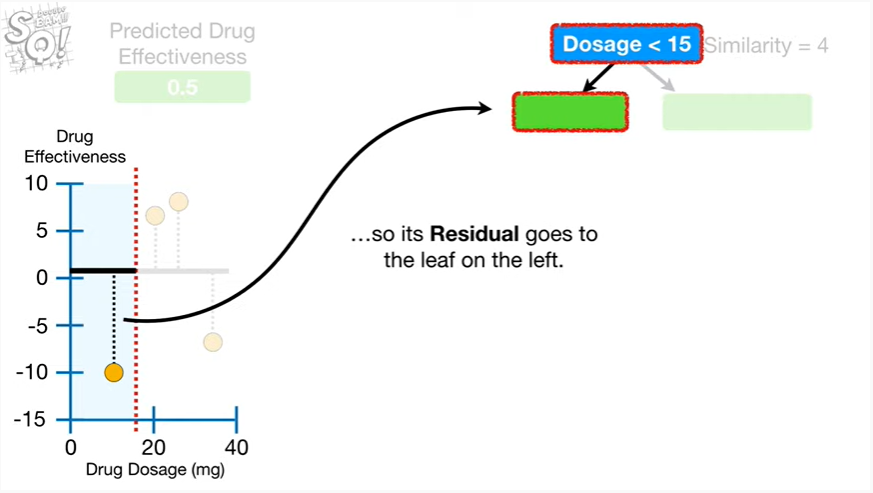 StatQuest!!
Predicted Drug
Effectiveness
0.5
Dosage < 15
Similarity = 4
Drug
Effectiveness
10
5
0
-5
-10
-15
0
20
40
Drug Dosage (mg)
…so its Residual goes to
the leaf on the left.